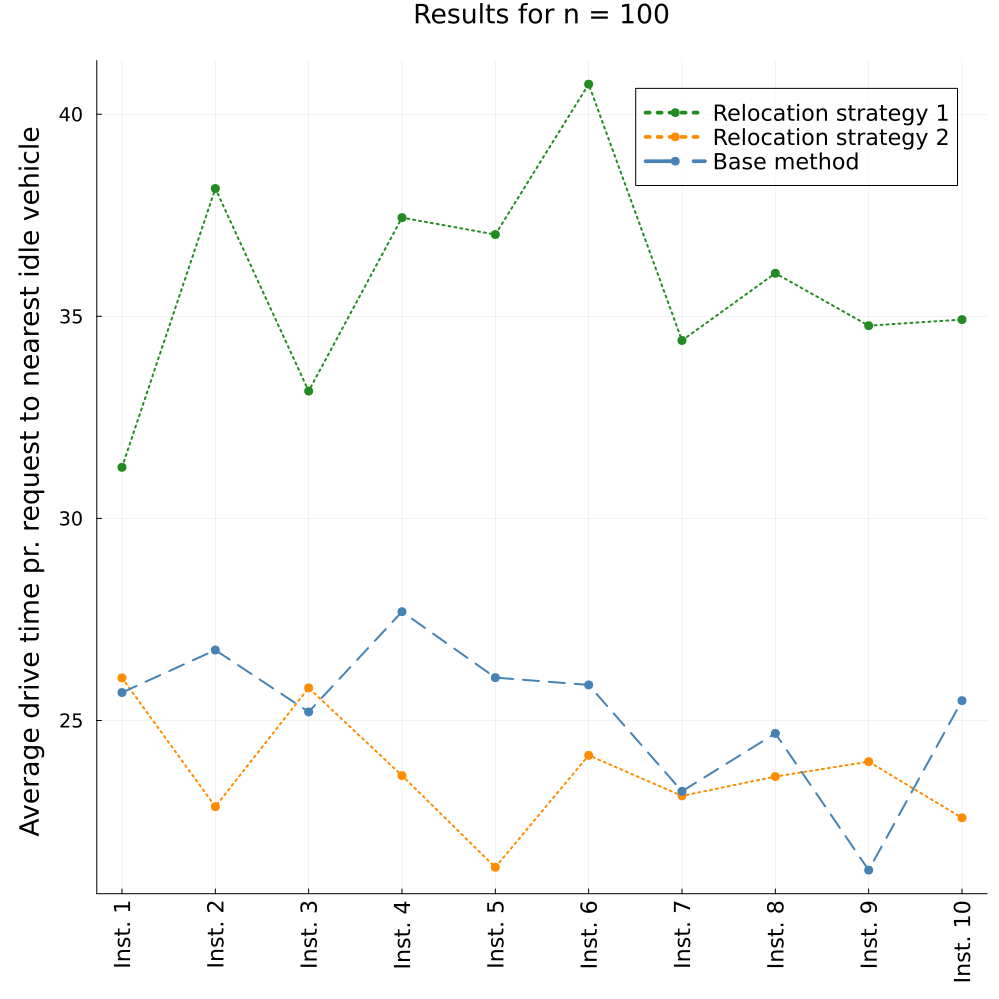 Results for n = 100
Average drive time pr. request to nearest idle vehicle
40
35
30
25
Relocation strategy 1
Relocation strategy 2
Base method
Inst. 1
Inst. 2
Inst. 3
Inst. 4
Inst. 5
Inst. 6
Inst. 7
Inst. 8
Inst. 9
Inst. 10